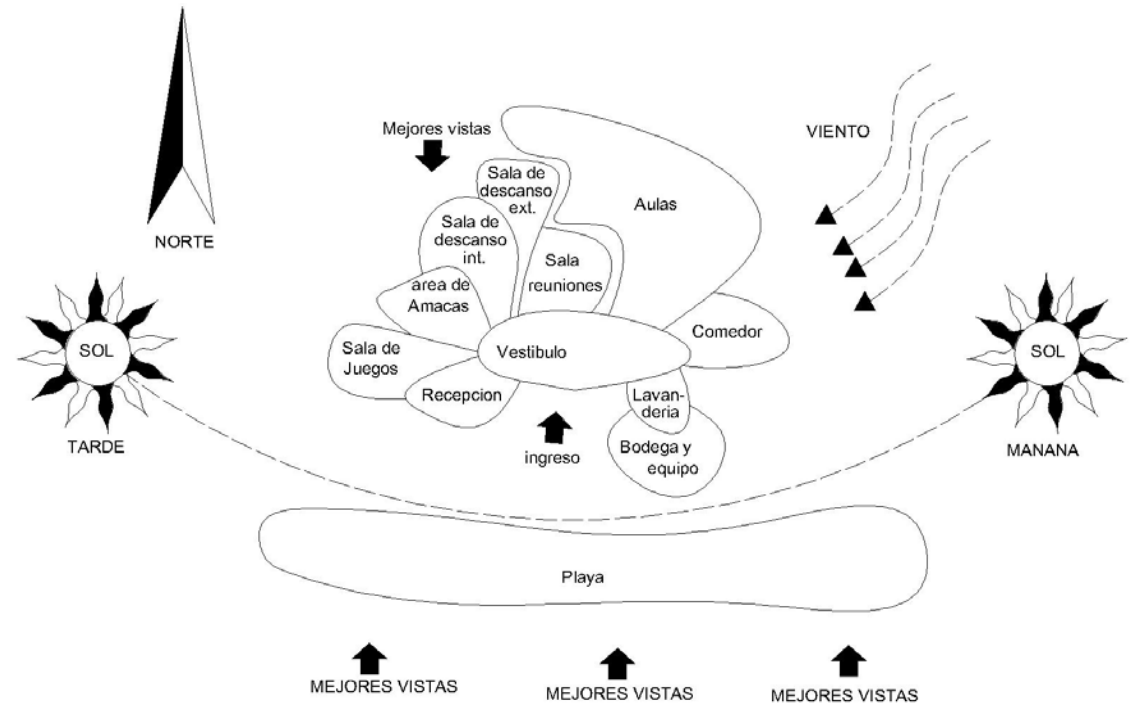 Mejores vistas
VIENTO
Sala de
descanso
ext.
Aulas
NORTE
Sala de
descanso
int.
Sala
reuniones
area de
Amacas
Comedor
SOL
Sala de
Juegos
Vestibulo
SOL
Recepcion
Lavan-
deria
TARDE
ingreso
Bodega y
equipo
MANANA
Playa
MEJORES VISTAS
MEJORES VISTAS
MEJORES VISTAS